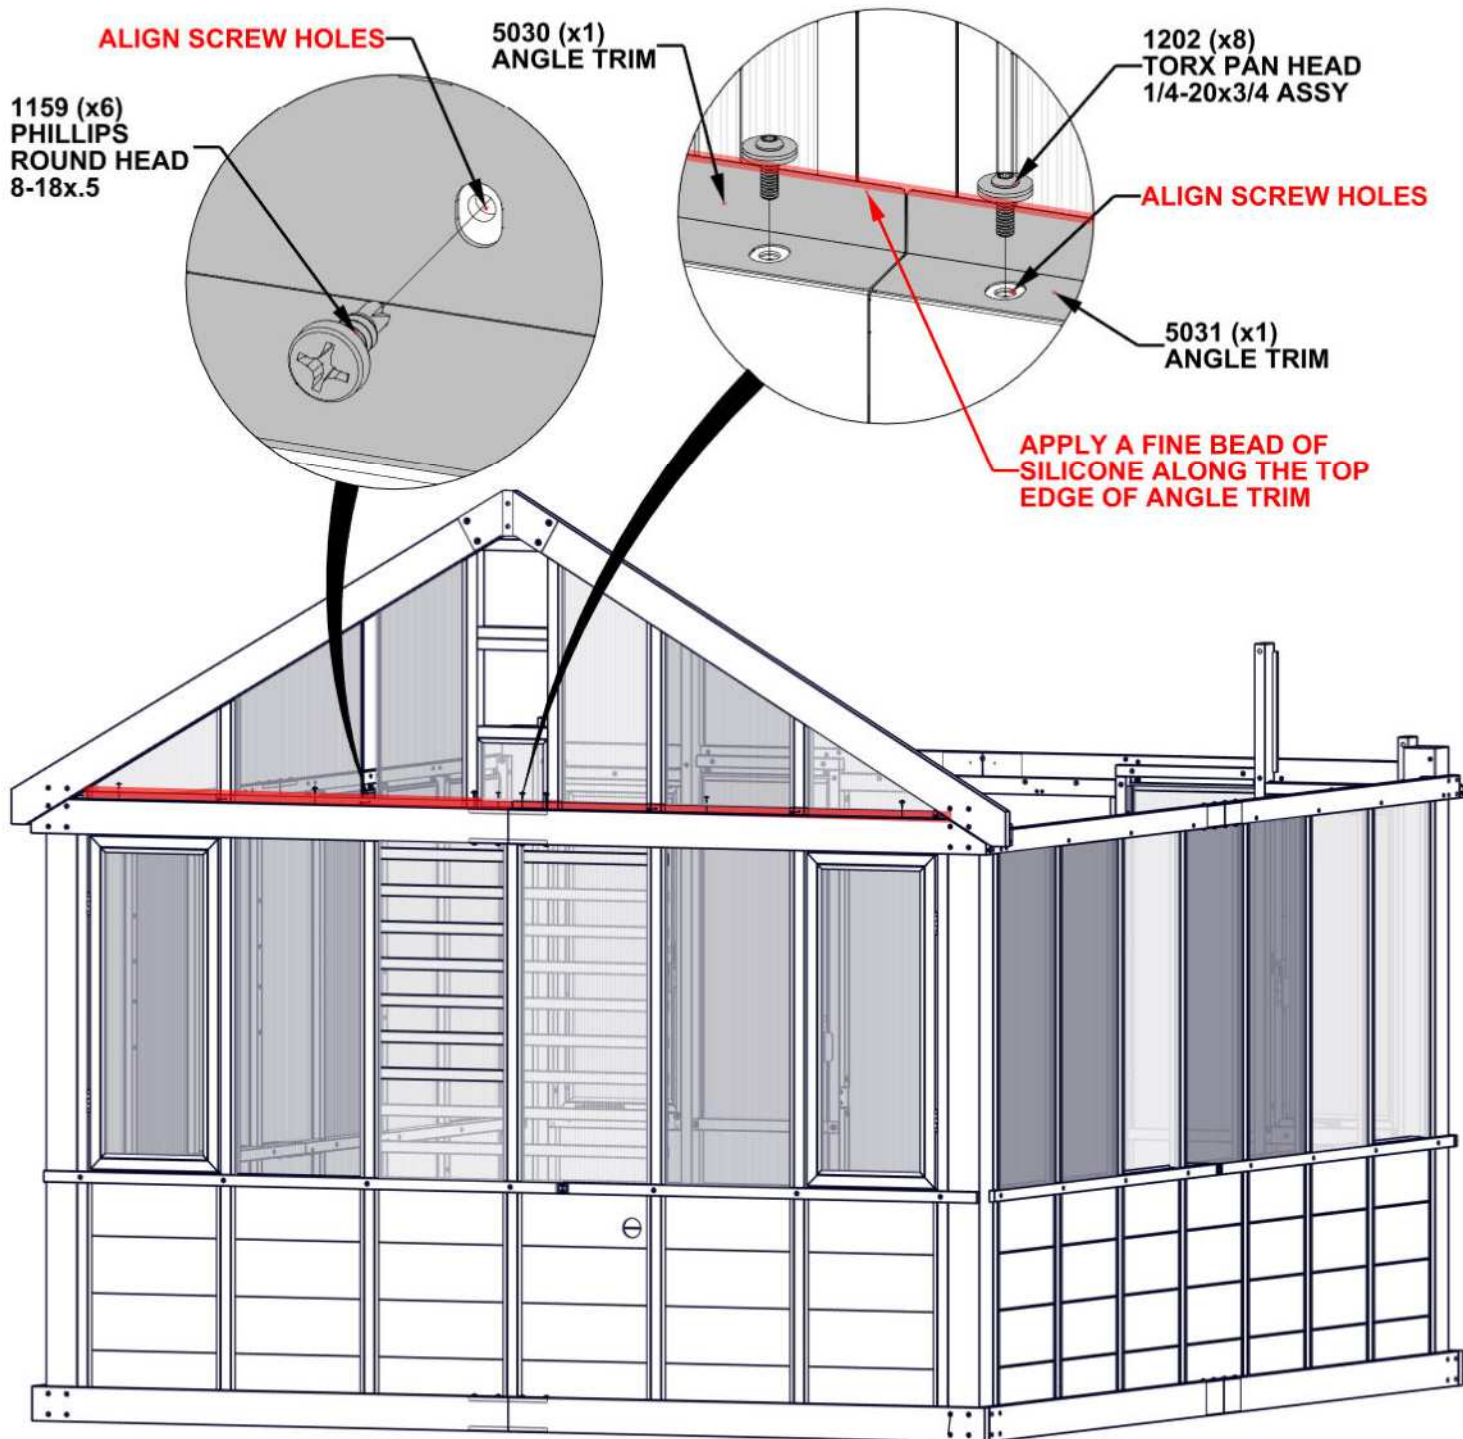 ALIGN SCREW HOLES
1159 (x6)
PHILLIPS
ROUND HEAD
8-18x.5
5030 (x1)
ANGLE TRIM
1202 (x8)
TORX PAN HEAD
1/4-20x3/4 ASSY
ALIGN SCREW HOLES
5031 (x1)
ANGLE TRIM
APPLY A FINE BEAD OF
SILICONE ALONG THE TOP
EDGE OF ANGLE TRIM